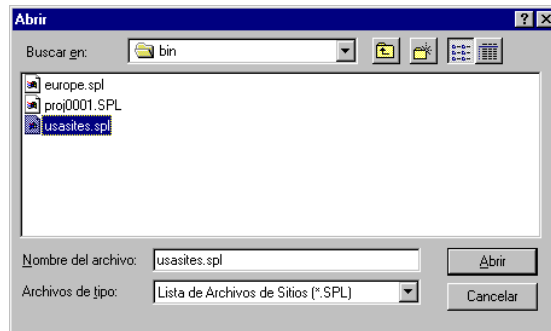 Abrir
Buscar en: bin
europe.spl
proj0001.SPL
usasites.spl
Nombre del archivo: usasites.spl Abrir
Archivos de tipo: Lista de Archivos de Sitios (*.SPL) Cancelar